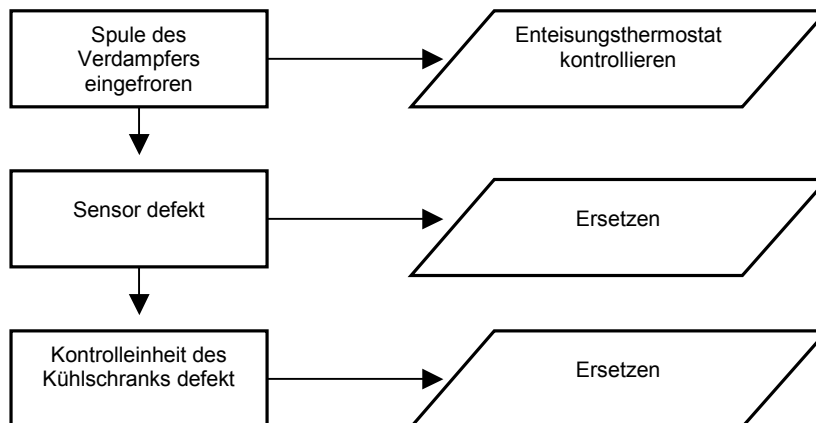 Spule des
Verdampfers
eingefroren
Enteisungsthermostat
kontrollieren
Sensor defekt
Ersetzen
Kontrolleinheit des
Kühlschranks defekt
Ersetzen